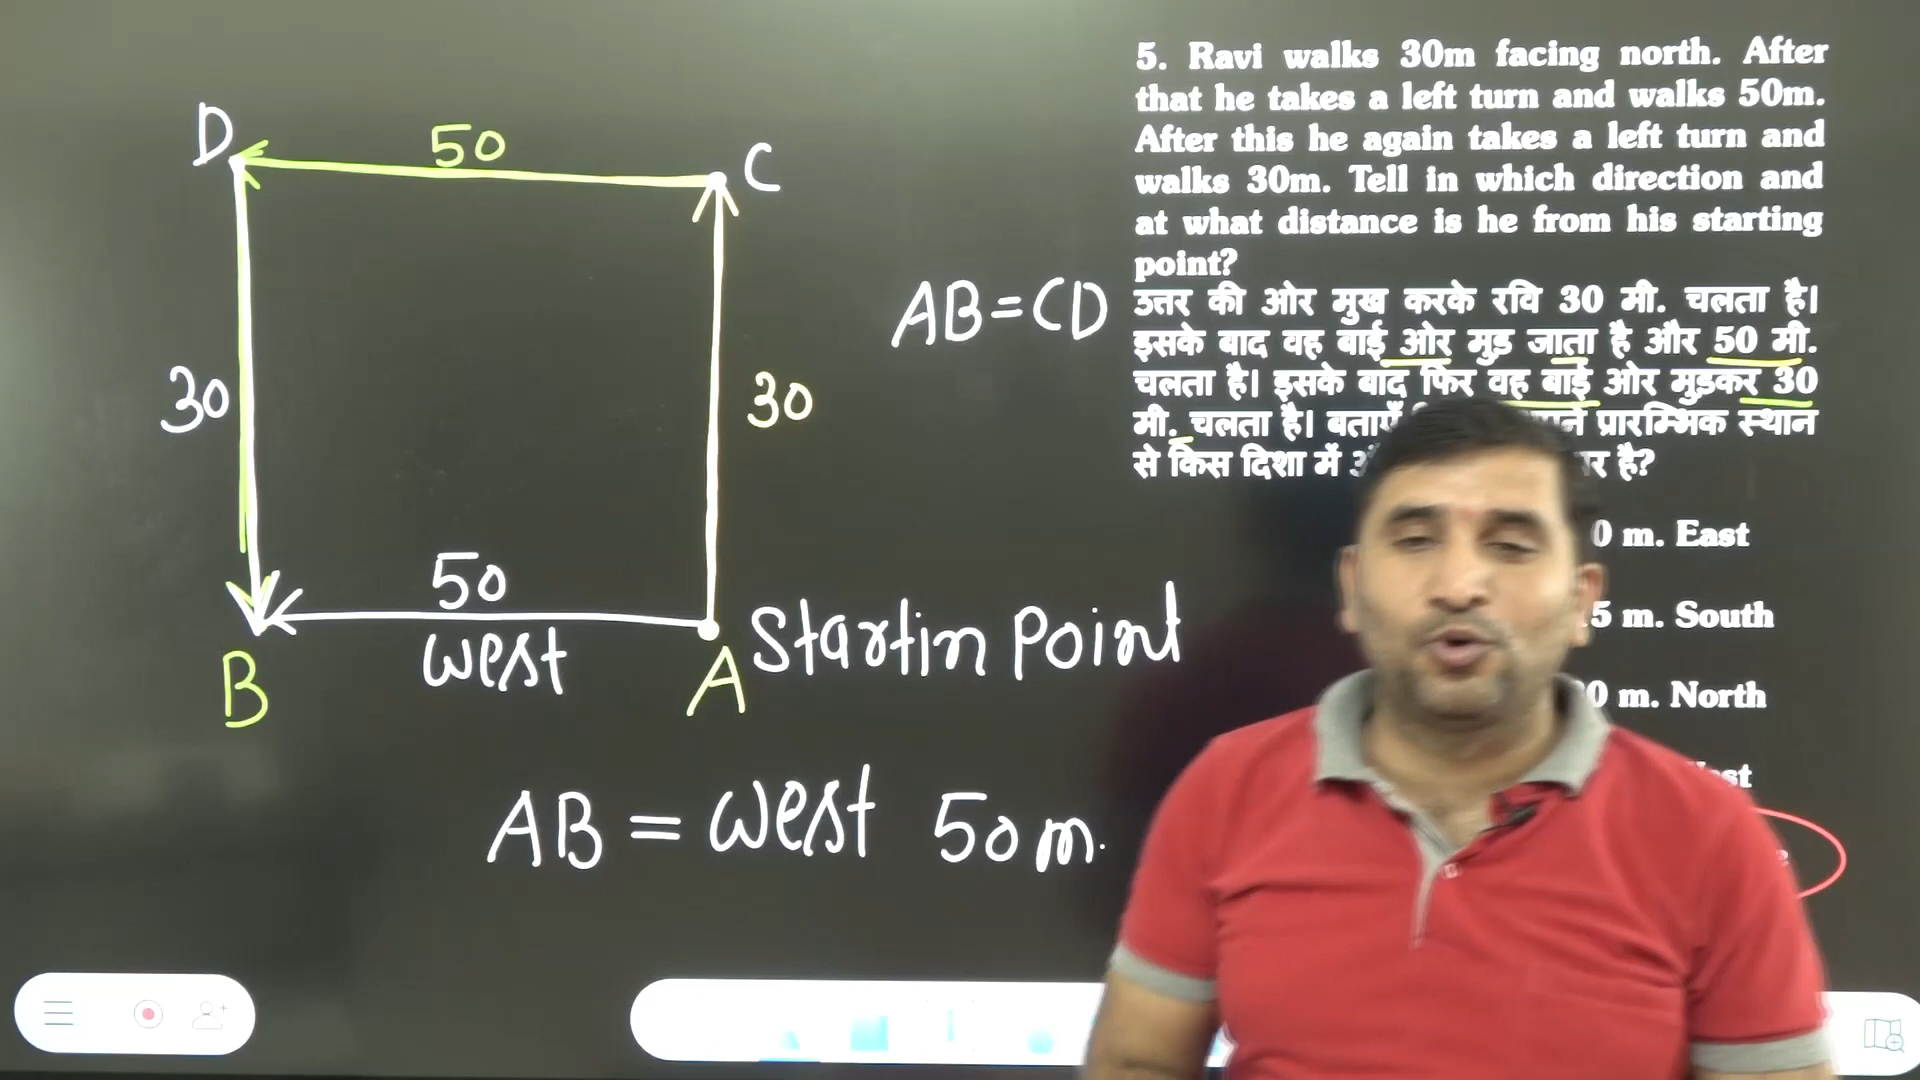 D
50
C
30
30
AB=CD
50
west
A
Startin Point
B
AB = west 50m.
5. Ravi walks 30m facing north. After
that he takes a left turn and walks 50m.
After this he again takes a left turn and
walks 30m. Tell in which direction and
at what distance is he from his starting
point?
उत्तर की ओर मुख करके रवि 30 मी. चलता है।
इसके बाद वह बाई ओर मुड़ जाता है और 50 मी.
चलता है। इसके बाद फिर वह बाई ओर मुड़कर 30
मी. चलता है। प्रारम्भिक स्थान
से किस दिशा में है?
m. East
m. South
m. North